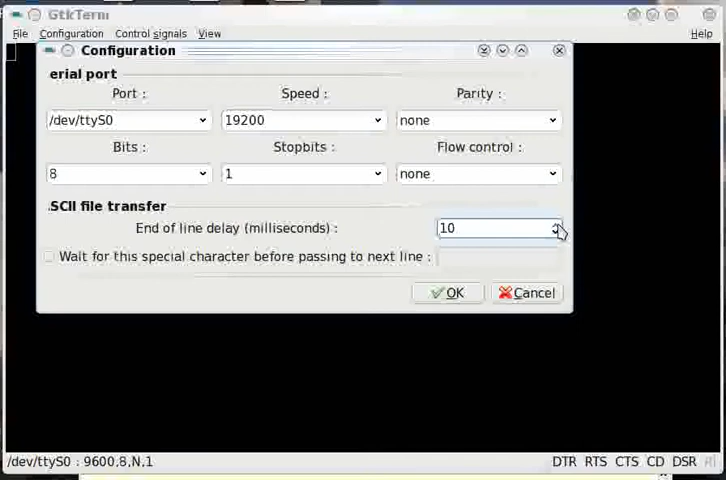 GtkTerm
File Configuration Control signals View Help
Configuration
erial port
Port : Speed : Parity :
/dev/ttyS0 19200 none
Bits : Stopbits : Flow control :
8 1 none
SCII file transfer
End of line delay (milliseconds) : 10
Wait for this special character before passing to next line :
OK Cancel
/dev/ttyS0 : 9600,8,N,1 DTR RTS CTS CD DSR RI